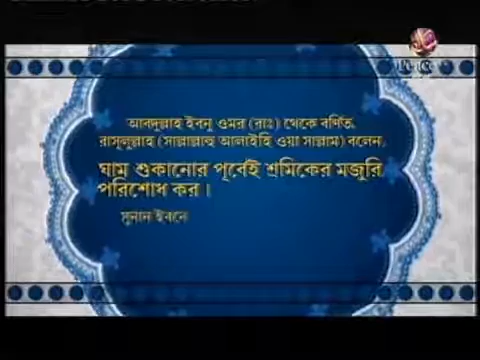 আবদুল্লাহ ইবনু ওমর (রাঃ) থেকে বর্ণিত,
রাসূলুল্লাহ (সাল্লাল্লাহু আলাইহি ওয়া সাল্লাম) বলেন,
ঘাম শুকানোর পূর্বেই শ্রমিকের মজুরি
পরিশোধ কর।
সুনান ইবনে